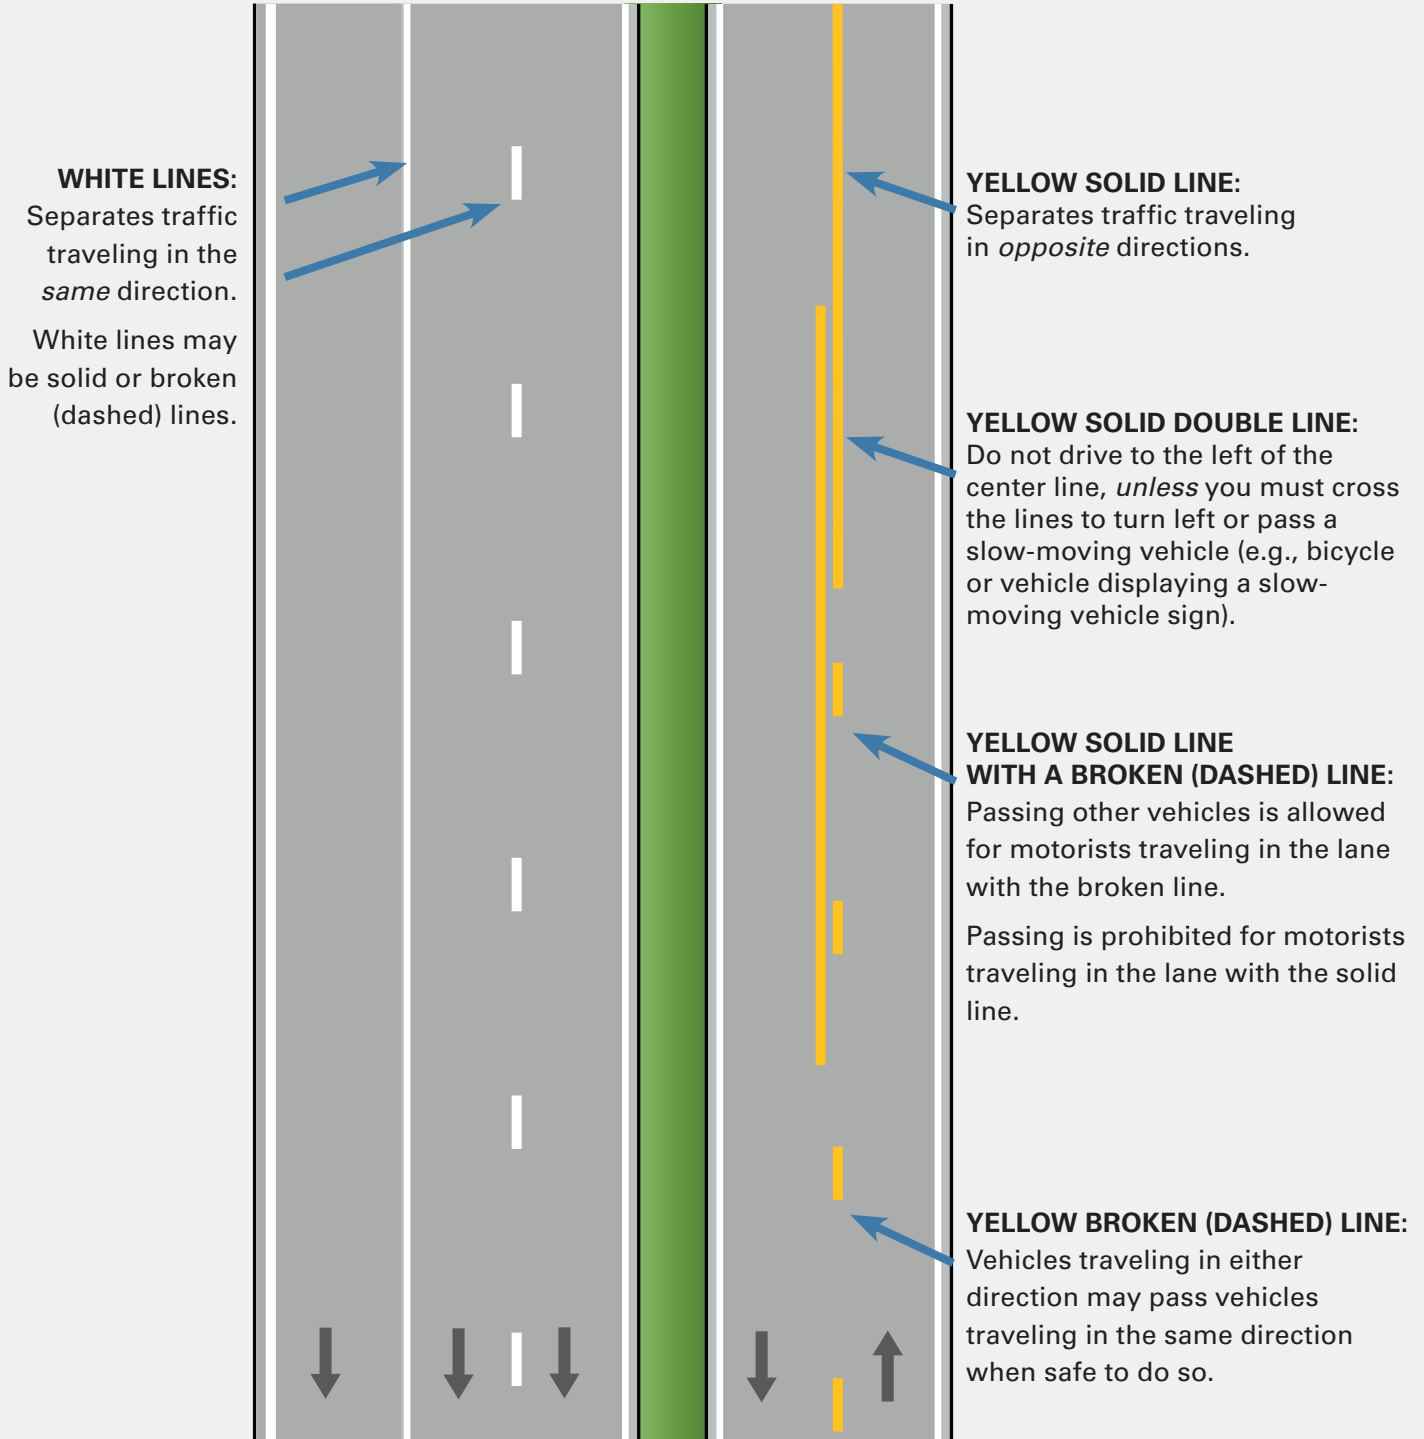 WHITE LINES:
Separates traffic
traveling in the
same direction.
White lines may
be solid or broken
(dashed) lines.
YELLOW SOLID LINE:
Separates traffic traveling
in opposite directions.
YELLOW SOLID DOUBLE LINE:
Do not drive to the left of the
center line, unless you must cross
the lines to turn left or pass a
slow-moving vehicle (e.g., bicycle
or vehicle displaying a slow-
moving vehicle sign).
YELLOW SOLID LINE
WITH A BROKEN (DASHED) LINE:
Passing other vehicles is allowed
for motorists traveling in the lane
with the broken line.
Passing is prohibited for motorists
traveling in the lane with the solid
line.
YELLOW BROKEN (DASHED) LINE:
Vehicles traveling in either
direction may pass vehicles
traveling in the same direction
when safe to do so.